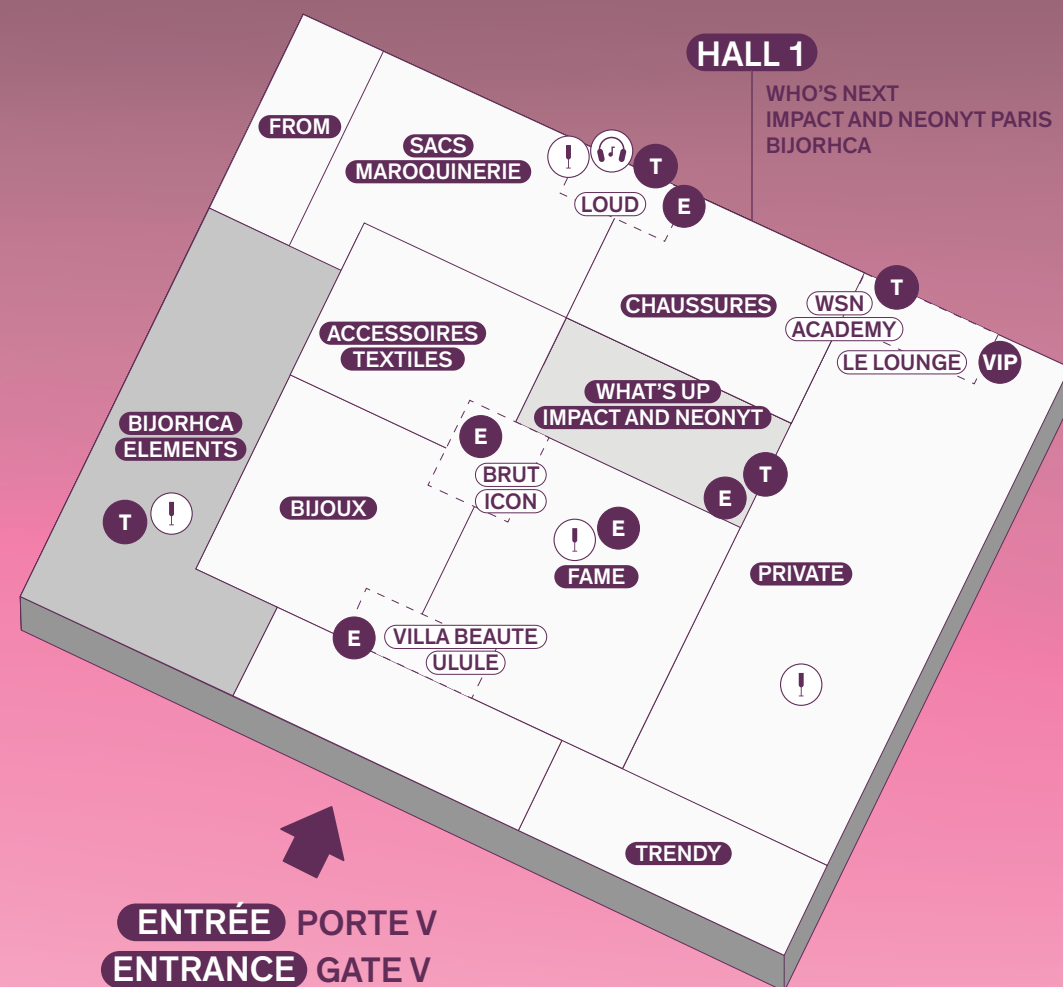 HALL 1
WHO'S NEXT
IMPACT AND NEONYT PARIS
BIJORHCA
FROM
SACS
MAROQUINERIE
T
LOUD
E
CHAUSSURES
T
WSN
ACADEMY
LE LOUNGE
VIP
ACCESSOIRES
TEXTILES
WHAT'S UP
IMPACT AND NEONYT
BIJORHCA
ELEMENTS
E
BRUT
ICON
T
E
BIJOUX
T
E
FAME
PRIVATE
E
VILLA BEAUTE
ULULE
TRENDY
ENTRÉE PORTE V
ENTRANCE GATE V